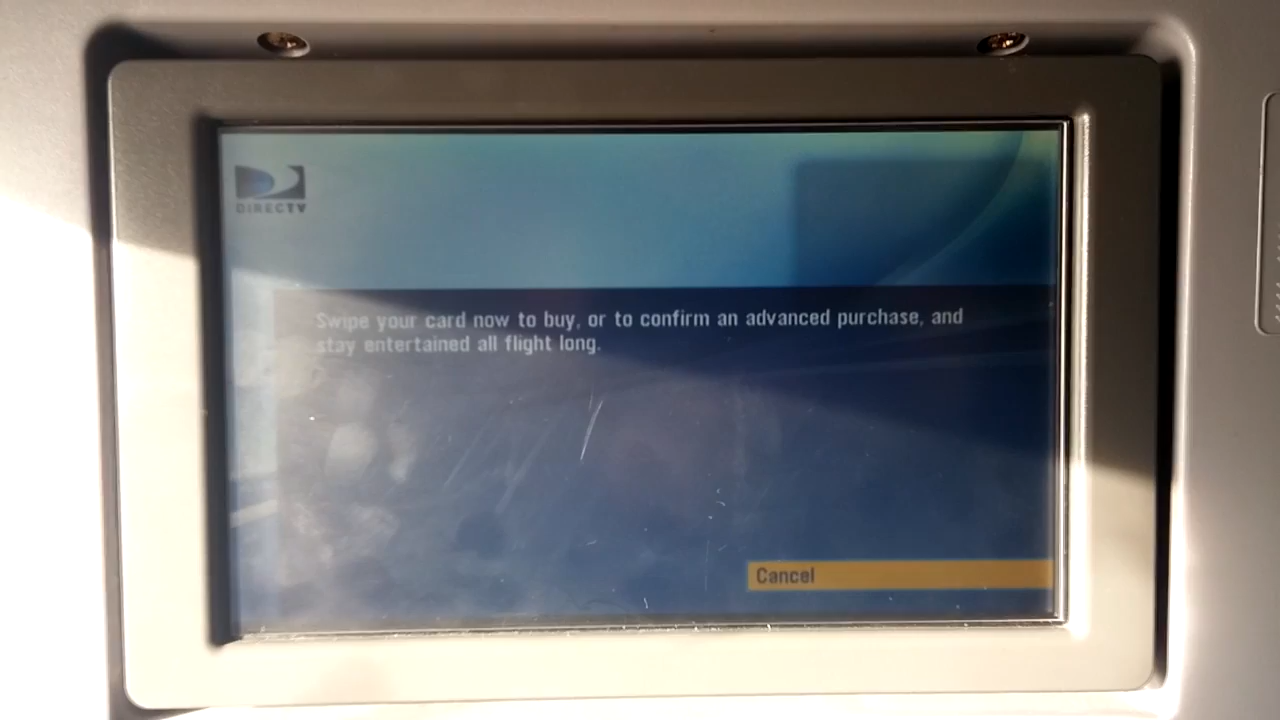 DIRECTV
Swipe your card now to buy, or to confirm an advanced purchase, and
stay entertained all flight long.
Cancel